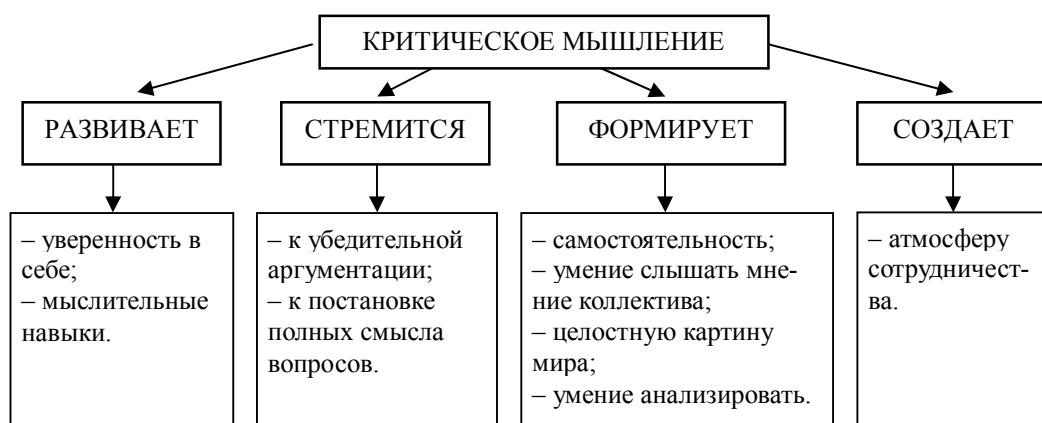 КРИТИЧЕСКОЕ МЫШЛЕНИЕ
РАЗВИВАЕТ
СТРЕМИТСЯ
ФОРМИРУЕТ
СОЗДАЕТ
– уверенность в
себе;
– мыслительные
навыки.
– к убедительной
аргументации;
– к постановке
полных смысла
вопросов.
– самостоятельность;
– умение слышать мне-
ние коллектива;
– целостную картину
мира;
– умение анализировать.
– атмосферу
сотрудничест-
ва.